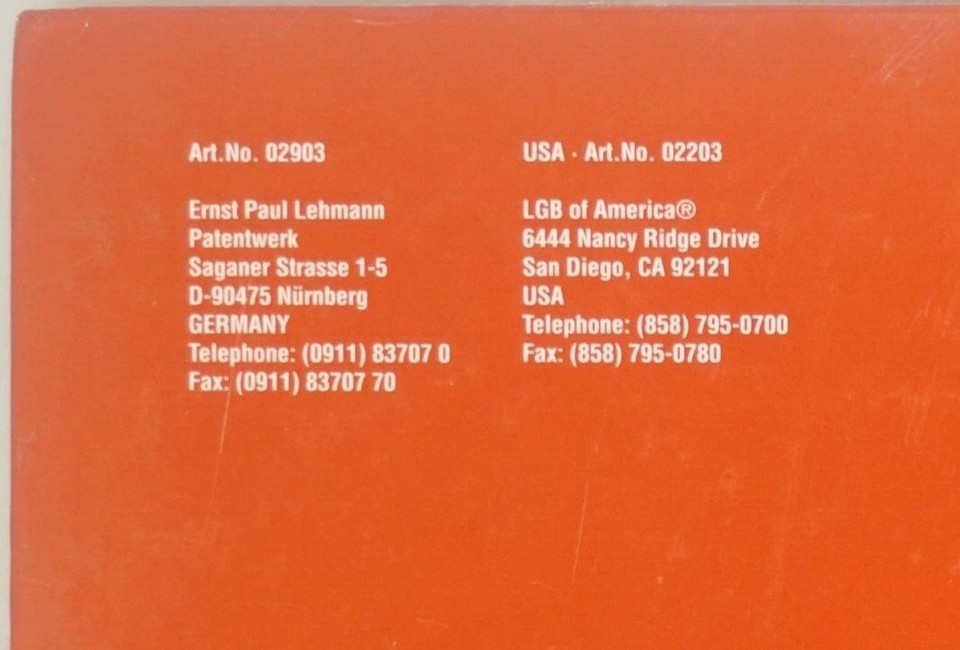 Art.No. 02903
Ernst Paul Lehmann
Patentwerk
Saganer Strasse 1-5
D-90475 Nürnberg
GERMANY
Telephone: (0911) 83707 0
Fax: (0911) 83707 70
USA · Art.No. 02203
LGB of America®
6444 Nancy Ridge Drive
San Diego, CA 92121
USA
Telephone: (858) 795-0700
Fax: (858) 795-0780